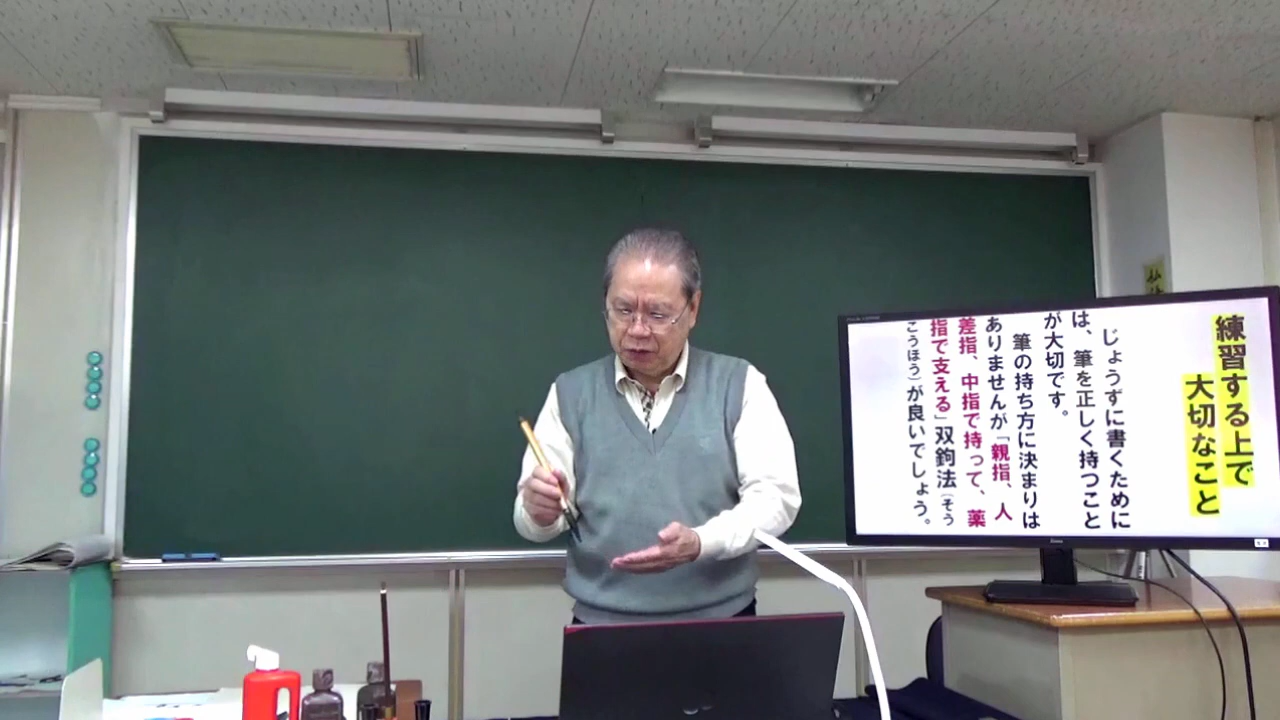 練習する上で
大切なこと
じょうずに書くために
は、筆を正しく持つこと
が大切です。
筆の持ち方に決まりは
ありませんが「親指、人
差指、中指で持って、薬
指で支える」双鉤法（そう
こうほう）が良いでしょう。